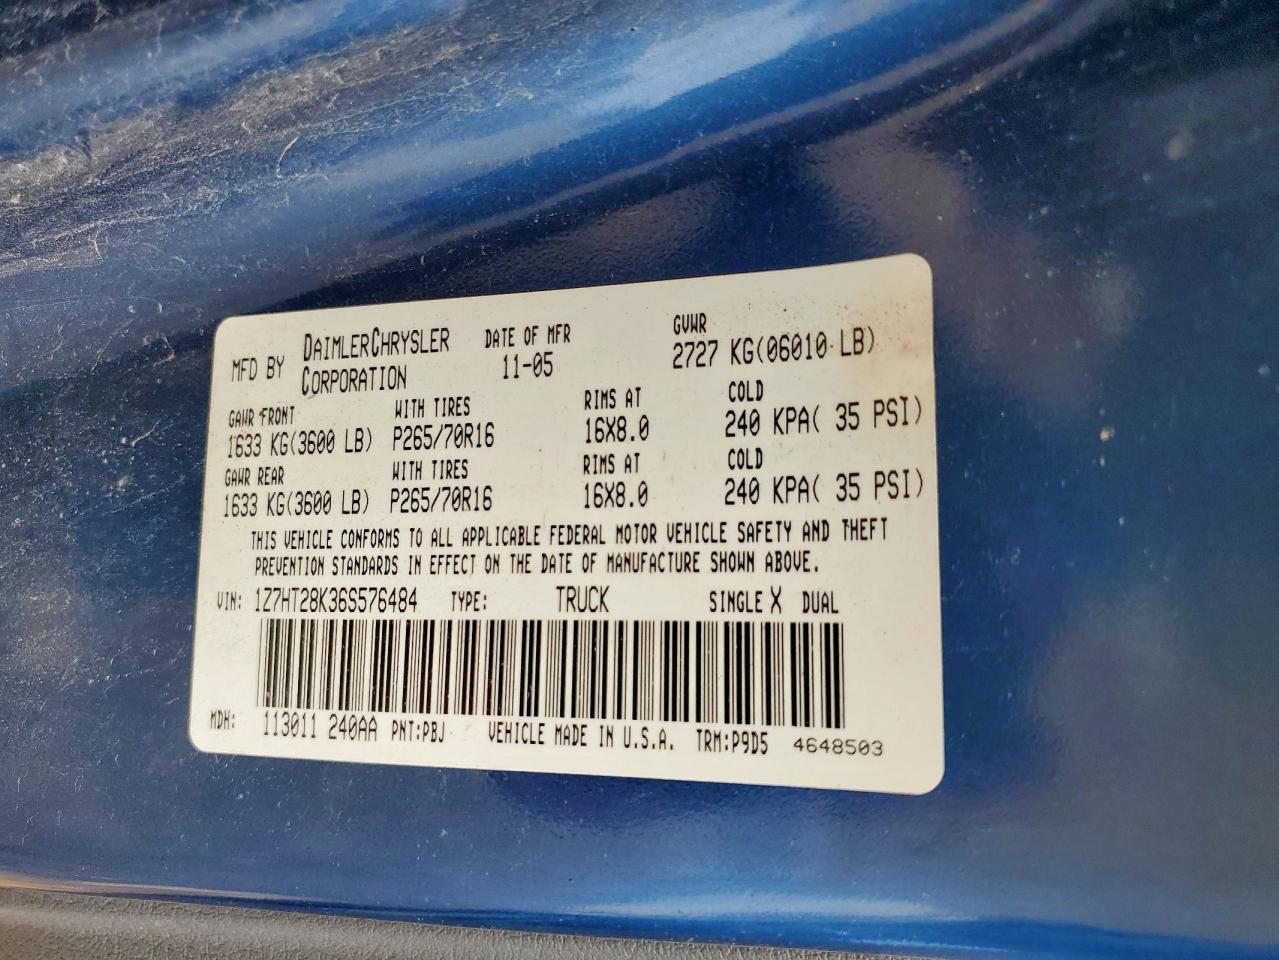 MFD BY DAIMLERCHRYSLER CORPORATION DATE OF MFR 11-05 GVWR 2727 KG(06010 LB)
GAWR FRONT WITH TIRES RIMS AT COLD
1633 KG(3600 LB) P265/70R16 16X8.0 240 KPA( 35 PSI)
GAWR REAR WITH TIRES RIMS AT COLD
1633 KG(3600 LB) P265/70R16 16X8.0 240 KPA( 35 PSI)
THIS VEHICLE CONFORMS TO ALL APPLICABLE FEDERAL MOTOR VEHICLE SAFETY AND THEFT
PREVENTION STANDARDS IN EFFECT ON THE DATE OF MANUFACTURE SHOWN ABOVE.
VIN: 1Z7HT28K36S576484 TYPE: TRUCK SINGLE X DUAL
MDH: 113011 240AA PNT:PBJ VEHICLE MADE IN U.S.A. TRM:P9D5 4648503